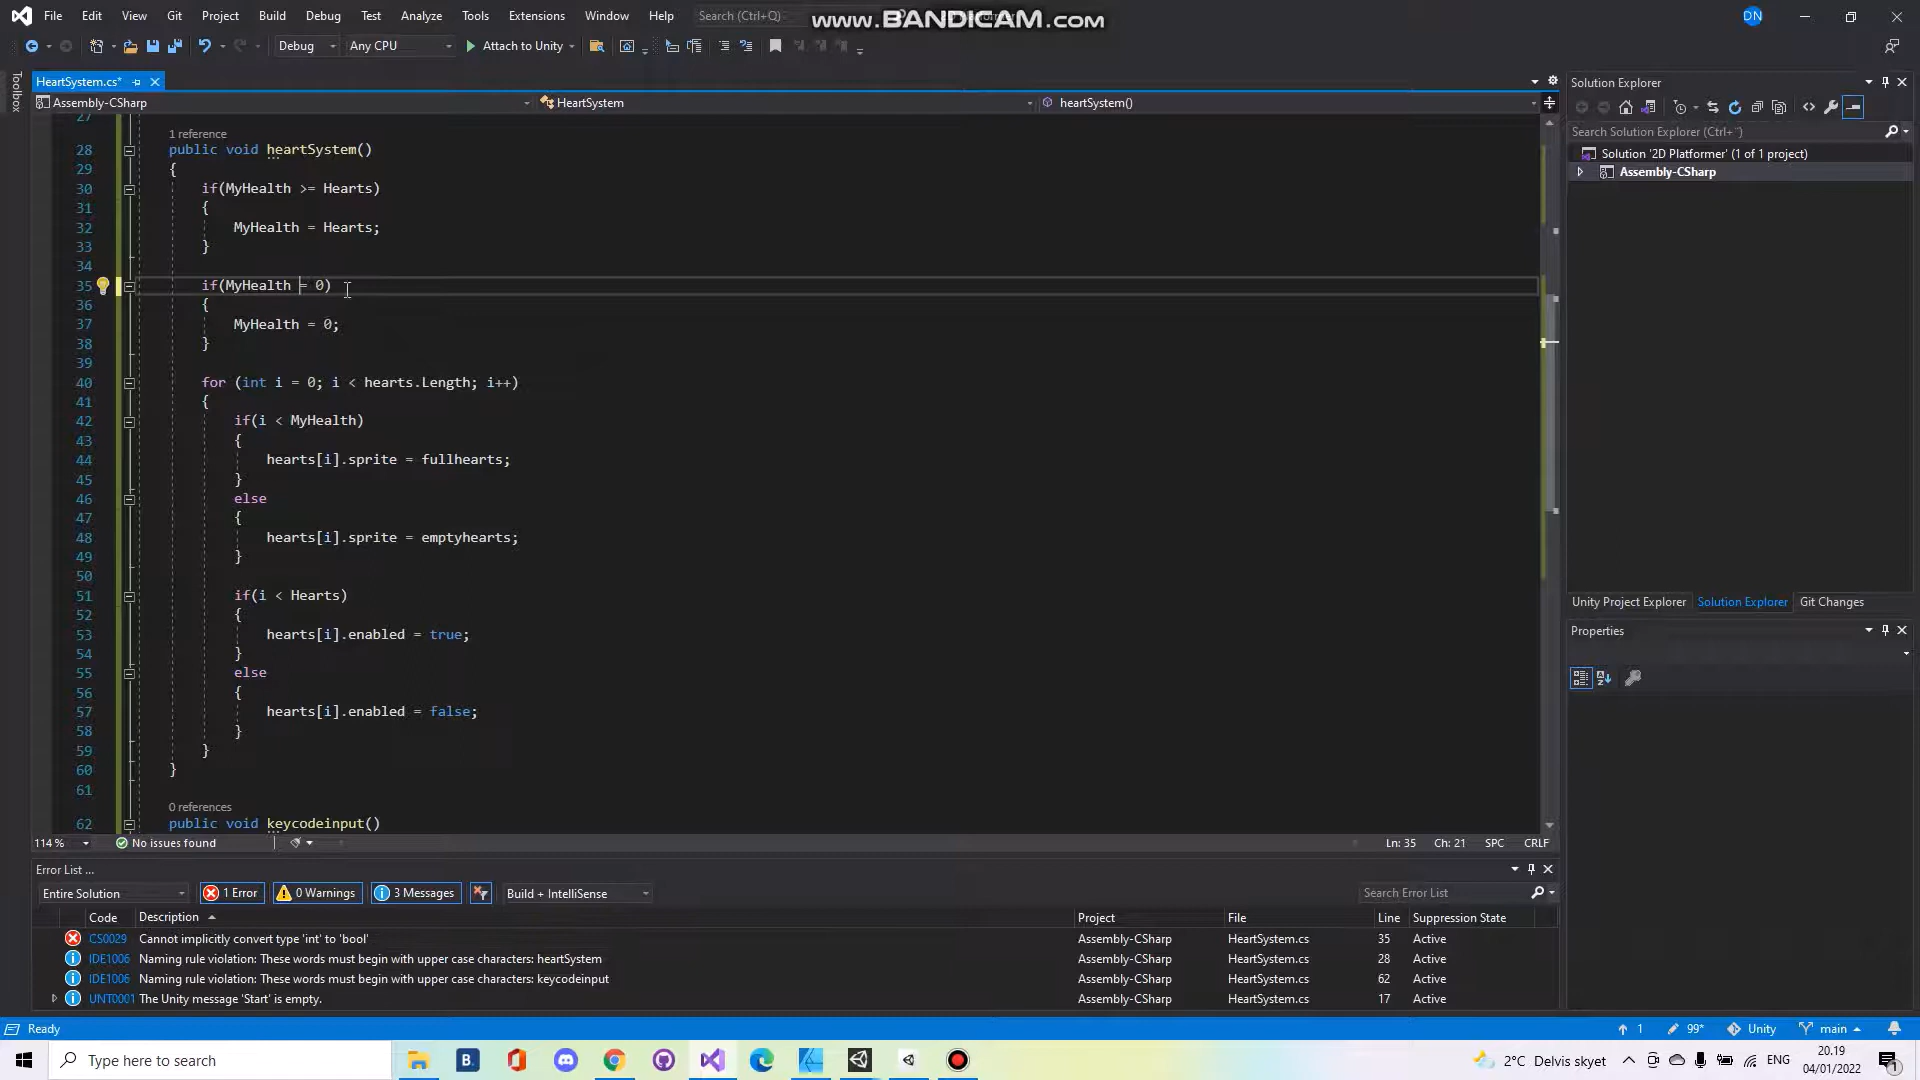 File Edit View Git Project Build Debug Test Analyze Tools Extensions Window Help Search (Ctrl+Q) www.BANDICAM.com DN
Debug Any CPU Attach to Unity
HeartSystem.cs*
Assembly-CSharp HeartSystem heartSystem()
Toolbox
27
1 reference
28 public void heartSystem()
29 {
30 if(MyHealth >= Hearts)
31 {
32 MyHealth = Hearts;
33 }
34
35 if(MyHealth = 0)
36 {
37 MyHealth = 0;
38 }
39
40 for (int i = 0; i < hearts.Length; i++)
41 {
42 if(i < MyHealth)
43 {
44 hearts[i].sprite = fullhearts;
45 }
46 else
47 {
48 hearts[i].sprite = emptyhearts;
49 }
50
51 if(i < Hearts)
52 {
53 hearts[i].enabled = true;
54 }
55 else
56 {
57 hearts[i].enabled = false;
58 }
59 }
60 }
61
0 references
62 public void keycodeinput()
114 % No issues found Ln: 35 Ch: 21 SPC CRLF
Solution Explorer
Search Solution Explorer (Ctrl+¨)
Solution '2D Platformer' (1 of 1 project)
Assembly-CSharp
Unity Project Explorer Solution Explorer Git Changes
Properties
Error List ...
Entire Solution 1 Error 0 Warnings 3 Messages Build + IntelliSense Search Error List
Code Description Project File Line Suppression State
CS0029 Cannot implicitly convert type 'int' to 'bool' Assembly-CSharp HeartSystem.cs 35 Active
IDE1006 Naming rule violation: These words must begin with upper case characters: heartSystem Assembly-CSharp HeartSystem.cs 28 Active
IDE1006 Naming rule violation: These words must begin with upper case characters: keycodeinput Assembly-CSharp HeartSystem.cs 62 Active
UNT0001 The Unity message 'Start' is empty. Assembly-CSharp HeartSystem.cs 17 Active
Ready 1 99* Unity main
Type here to search 2°C Delvis skyet ENG 20.19
04/01/2022